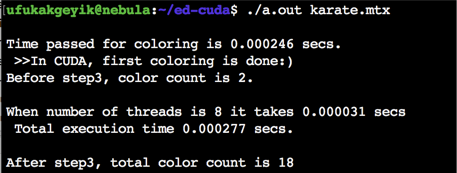 ufukakgeyik@nebula:~/ed-cuda$ ./a.out karate.mtx
Time passed for coloring is 0.000246 secs.
>>In CUDA, first coloring is done:)
Before step3, color count is 2.
When number of threads is 8 it takes 0.000031 secs
Total execution time 0.000277 secs.
After step3, total color count is 18